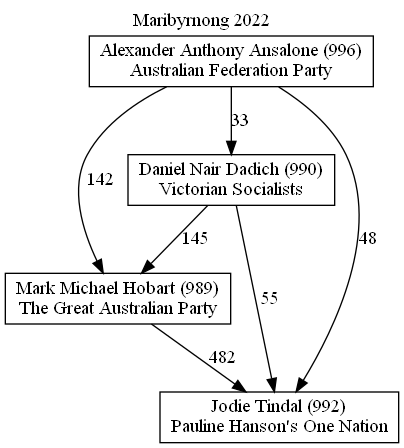 Maribyrnong 2022
Alexander Anthony Ansalone (996)
Australian Federation Party
33
Daniel Nair Dadich (990)
Victorian Socialists
142
145
48
Mark Michael Hobart (989)
The Great Australian Party
55
482
Jodie Tindal (992)
Pauline Hanson's One Nation